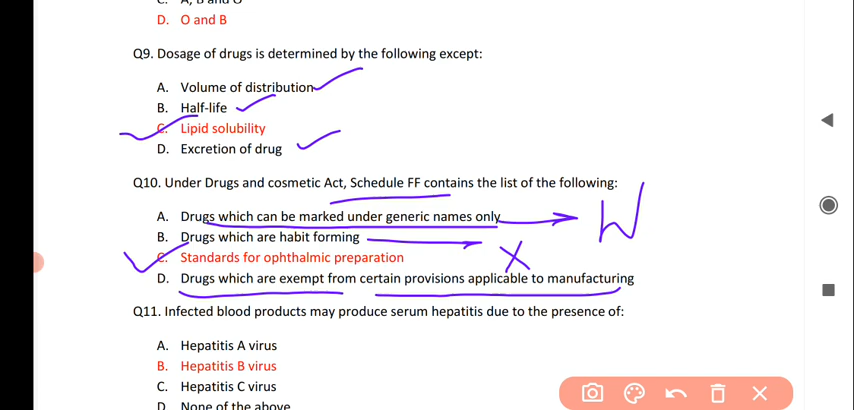 D. O and B
Q9. Dosage of drugs is determined by the following except:
A. Volume of distribution
B. Half-life
C. Lipid solubility
D. Excretion of drug
Q10. Under Drugs and cosmetic Act, Schedule FF contains the list of the following:
A. Drugs which can be marked under generic names only
W
B. Drugs which are habit forming
X
C. Standards for ophthalmic preparation
D. Drugs which are exempt from certain provisions applicable to manufacturing
Q11. Infected blood products may produce serum hepatitis due to the presence of:
A. Hepatitis A virus
B. Hepatitis B virus
C. Hepatitis C virus
D. None of the above